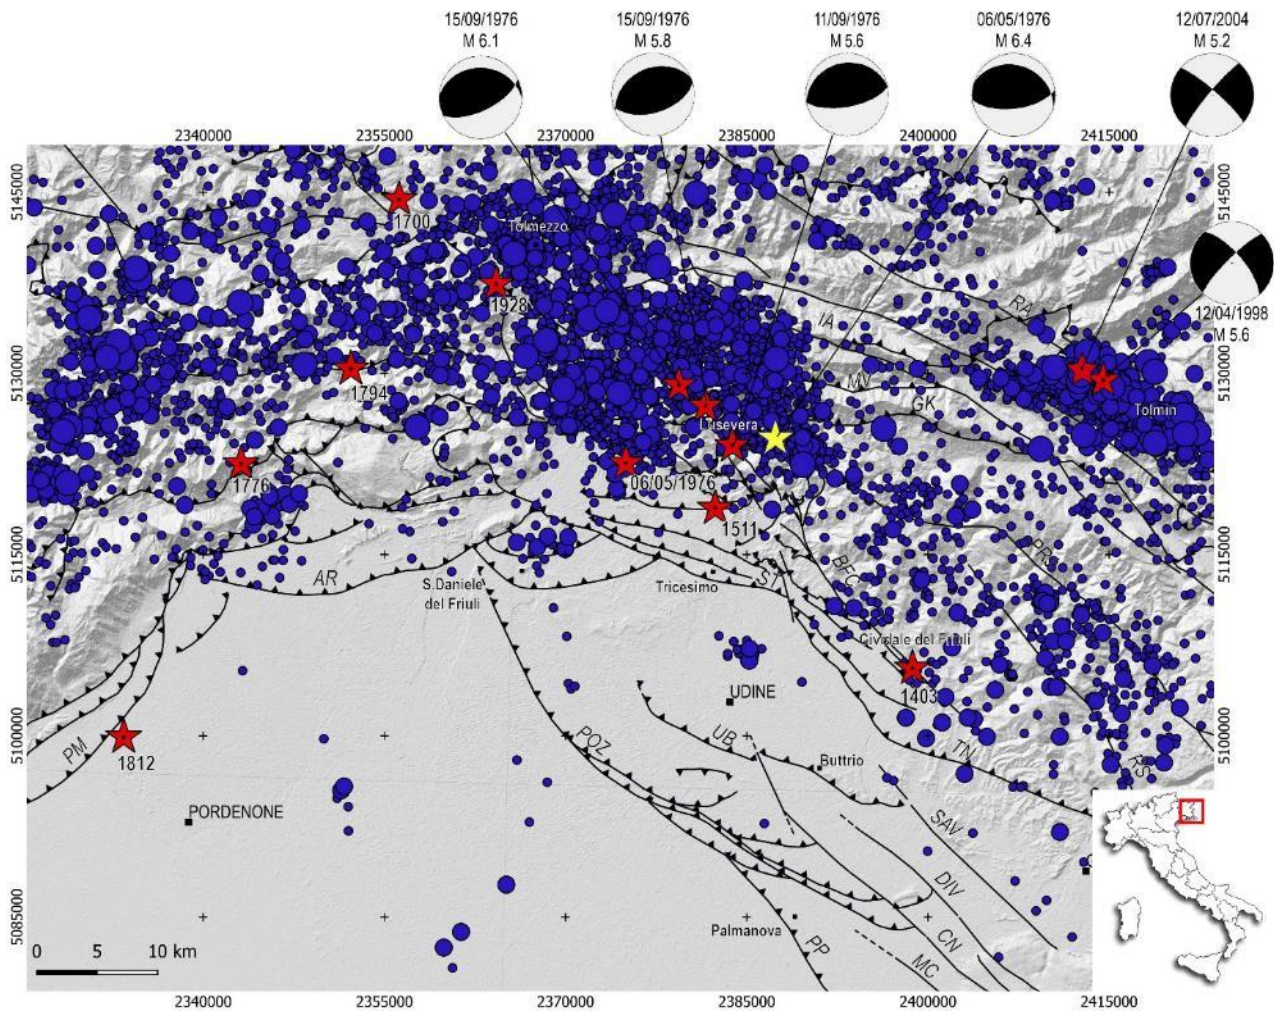 15/09/1976
M 6.1
15/09/1976
M 5.8
11/09/1976
M 5.6
06/05/1976
M 6.4
12/07/2004
M 5.2
2340000
2355000
2370000
2385000
2400000
2415000
5145000
5145000
1700
Tolmezzo
1928
RA
IA
12/04/1998
M 5.6
5130000
5130000
1794
MV
GK
Tolmin
Lusevera
1776
06/05/1976
1511
5115000
5115000
AR
S.Daniele
del Friuli
Tricesimo
ST
BFC
PRS
Cividale del Friuli
1403
UDINE
5100000
5100000
PM
1812
POZ
UB
Buttrio
TN
RS
PORDENONE
SAV
DIV
5085000
Palmanova
PP
CN
MC
0 5 10 km
2340000
2355000
2370000
2385000
2400000
2415000